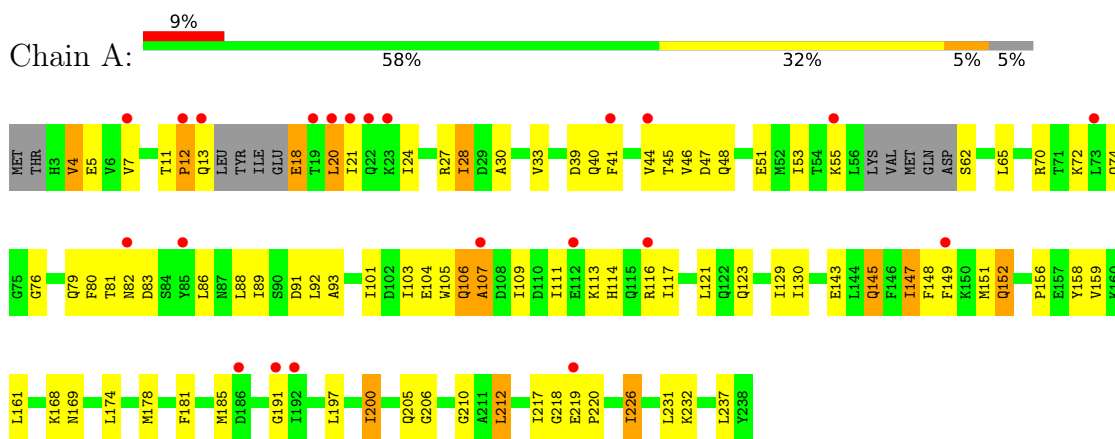 9%
Chain A:
58% 32% 5% 5%
MET THR H3 V4 E5 V6 V7 T11 P12 Q13 LEU TYR ILE GLU E18 T19 L20 I21 Q22 K23 I24 R27 I28 D29 A30 V33 D39 Q40 F41 V44 T45 V46 D47 Q48 E51 M52 I53 T54 K55 L56 LYS VAL MET GLN ASP S62 L65 R70 T71 K72 L73
G75 G76 Q79 F80 T81 N82 D83 S84 Y85 L86 N87 L88 I89 S90 D91 L92 A93 I101 D102 I103 E104 W105 Q106 A107 D108 I109 D110 I111 E112 K113 H114 Q115 R116 I117 L121 Q122 Q123 I129 I130 E143 L144 Q145 F146 I147 F148 F149 K150 M151 Q152 P156 E157 Y158 V159 K160
L161 K168 N169 L174 M178 F181 M185 D186 G191 I192 L197 I200 Q205 G206 G210 A211 L212 I217 G218 E219 P220 I226 L231 K232 L237 Y238